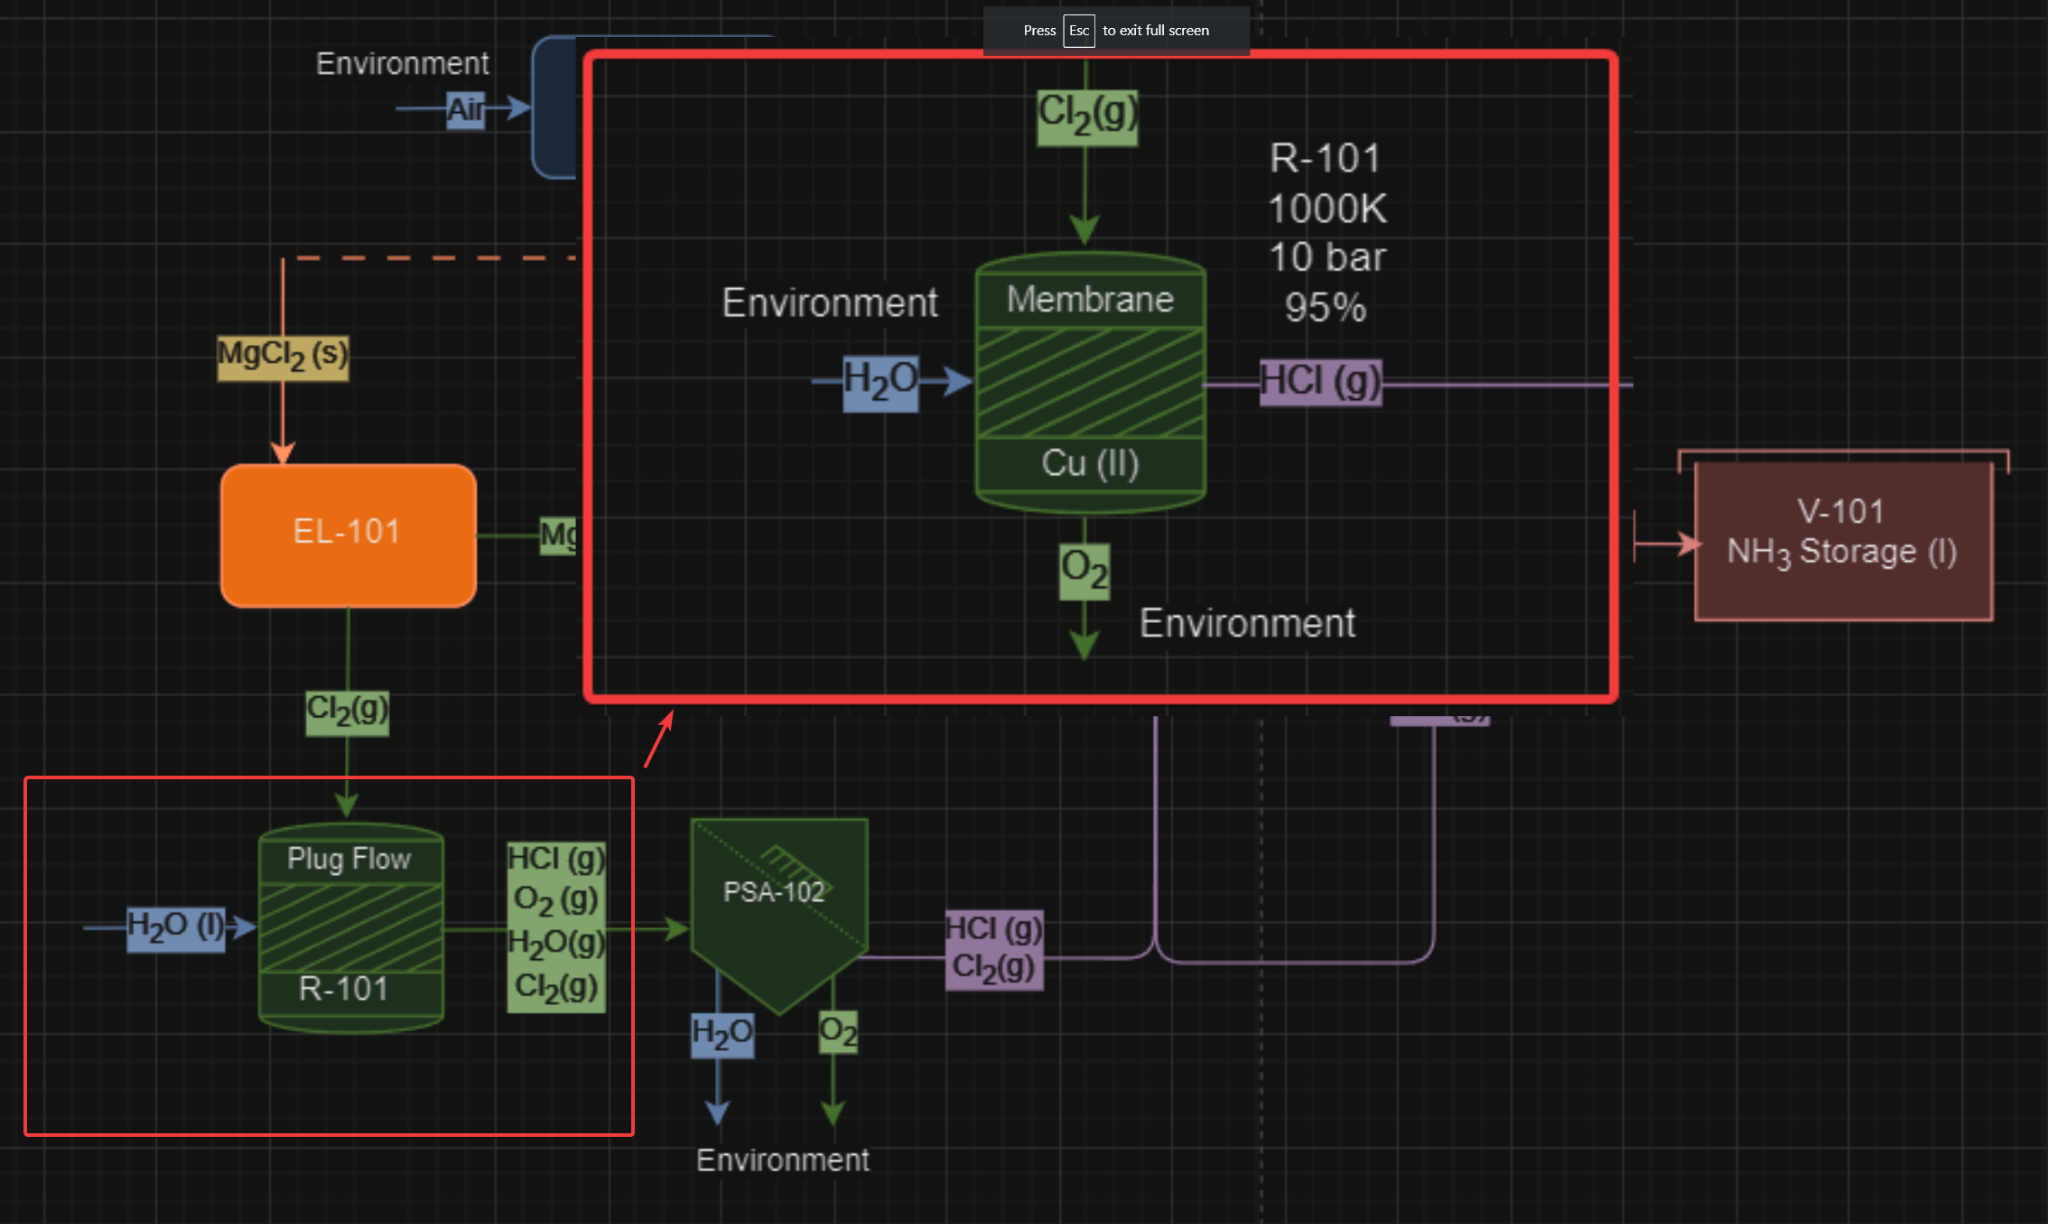 Press Esc to exit full screen
Environment
Air
Cl₂(g)
R-101
1000K
10 bar
95%
Environment
Membrane
H₂O
HCl (g)
Cu (II)
O₂
Environment
MgCl₂ (s)
EL-101
Mg
V-101
NH₃ Storage (l)
Cl₂(g)
Plug Flow
H₂O (l)
R-101
HCl (g)
O₂ (g)
H₂O(g)
Cl₂(g)
PSA-102
HCl (g)
Cl₂(g)
H₂O
O₂
Environment